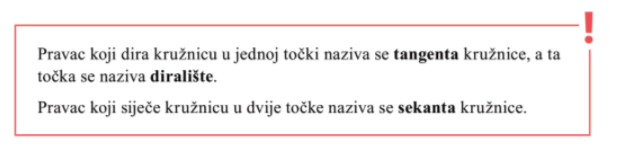 Pravac koji dira kružnicu u jednoj točki naziva se tangenta kružnice, a ta
točka se naziva diralište.
Pravac koji siječe kružnicu u dvije točke naziva se sekanta kružnice.